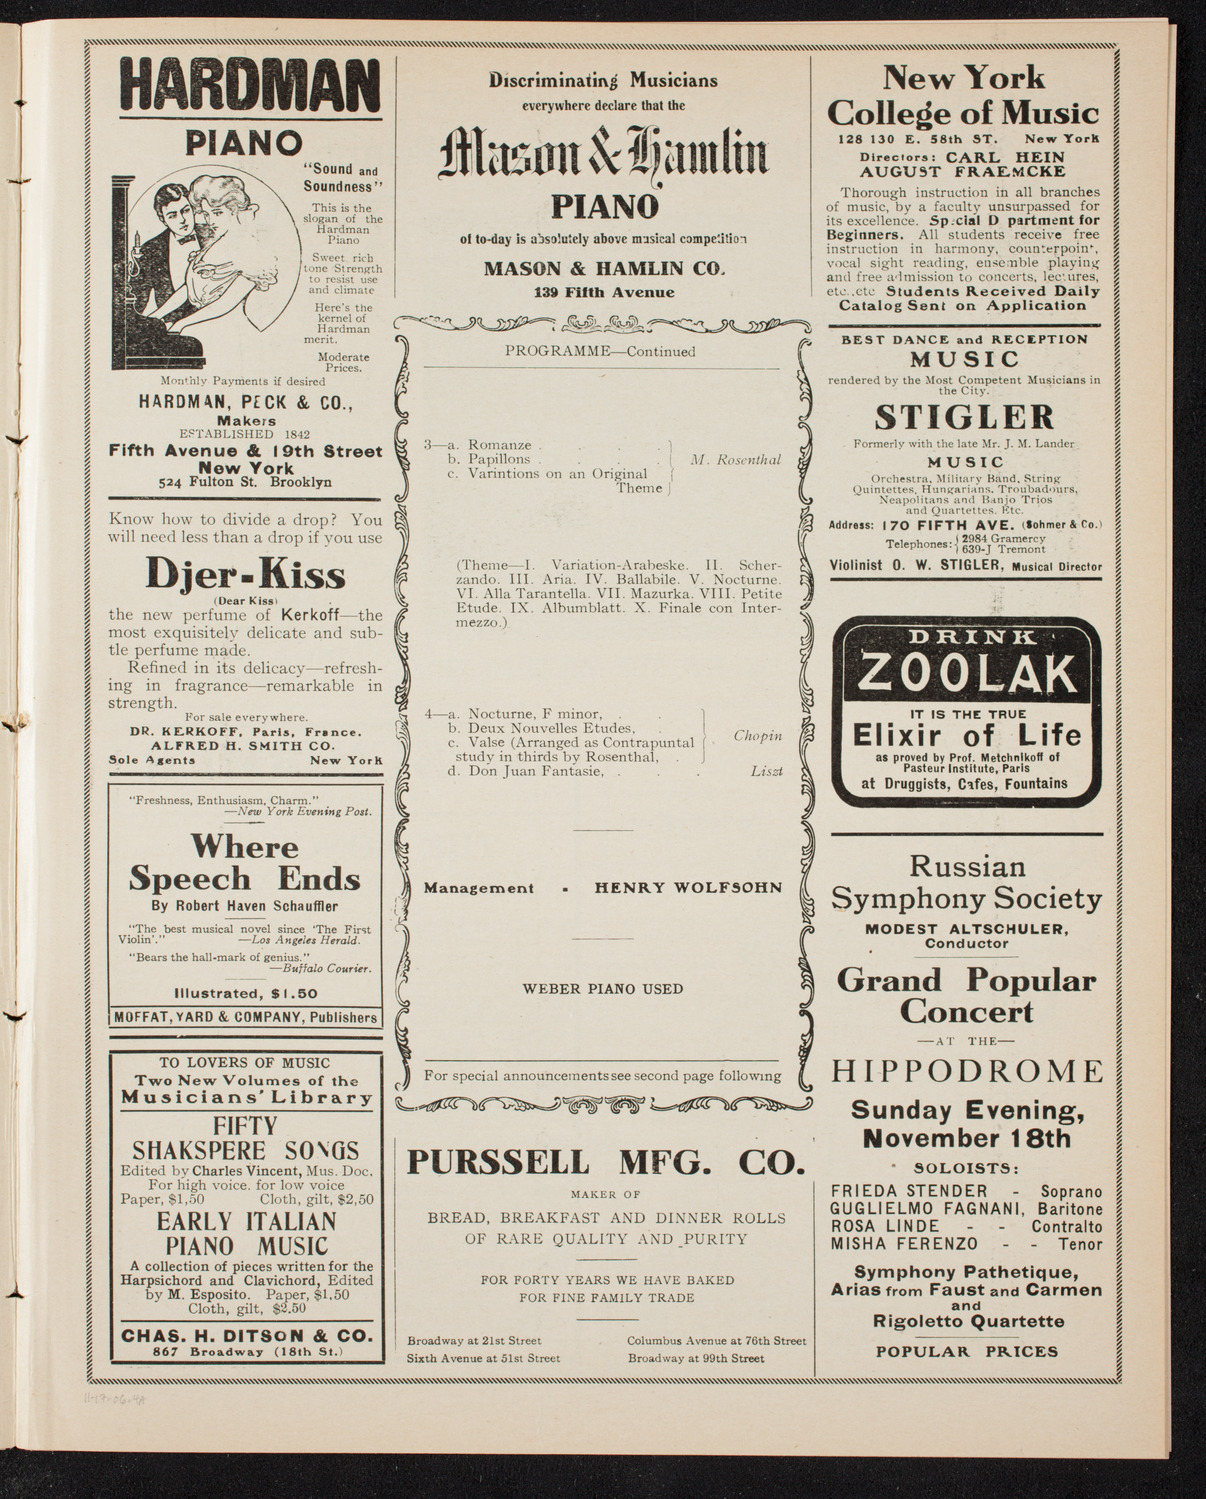 HARDMAN
PIANO
"Sound and
Soundness"
This is the
slogan of the
Hardman
Piano
Sweet, rich
tone Strength
to resist use
and climate
Here's the
kernel of
Hardman
merit.
Moderate
Prices.
Monthly Payments if desired
HARDMAN, PECK & CO.,
Makers
ESTABLISHED 1842
Fifth Avenue & 19th Street
New York
524 Fulton St. Brooklyn
Know how to divide a drop? You
will need less than a drop if you use
Djer-Kiss
(Dear Kiss)
the new perfume of Kerkoff—the
most exquisitely delicate and sub-
tle perfume made.
Refined in its delicacy—refresh-
ing in fragrance—remarkable in
strength.
For sale everywhere.
DR. KERKOFF, Paris, France.
ALFRED H. SMITH CO.
Sole Agents New York
"Freshness, Enthusiasm, Charm."
—New York Evening Post.
Where
Speech Ends
By Robert Haven Schauffler
"The best musical novel since 'The First
Violin'." —Los Angeles Herald.
"Bears the hall-mark of genius."
—Buffalo Courier.
Illustrated, $1.50
MOFFAT, YARD & COMPANY, Publishers
TO LOVERS OF MUSIC
Two New Volumes of the
Musicians' Library
FIFTY
SHAKSPERE SONGS
Edited by Charles Vincent, Mus. Doc.
For high voice. for low voice
Paper, $1,50 Cloth, gilt, $2,50
EARLY ITALIAN
PIANO MUSIC
A collection of pieces written for the
Harpsichord and Clavichord, Edited
by M. Esposito. Paper, $1,50
Cloth, gilt, $2.50
CHAS. H. DITSON & CO.
867 Broadway (18th St.)
Discriminating Musicians
everywhere declare that the
Mason & Hamlin
PIANO
of to-day is absolutely above musical competition
MASON & HAMLIN CO.
139 Fifth Avenue
PROGRAMME—Continued
3—a. Romanze . . . .
b. Papillons . . . . M. Rosenthal
c. Varintions on an Original
Theme
(Theme—I. Variation-Arabeske. II. Scher-
zando. III. Aria. IV. Ballabile. V. Nocturne.
VI. Alla Tarantella. VII. Mazurka. VIII. Petite
Etude. IX. Albumblatt. X. Finale con Inter-
mezzo.)
4—a. Nocturne, F minor, . .
b. Deux Nouvelles Etudes, .
c. Valse (Arranged as Contrapuntal Chopin
study in thirds by Rosenthal, .
d. Don Juan Fantasie, . . . Liszt
Management - HENRY WOLFSOHN
WEBER PIANO USED
For special announcements see second page following
PURSSELL MFG. CO.
MAKER OF
BREAD, BREAKFAST AND DINNER ROLLS
OF RARE QUALITY AND PURITY
FOR FORTY YEARS WE HAVE BAKED
FOR FINE FAMILY TRADE
Broadway at 21st Street Columbus Avenue at 76th Street
Sixth Avenue at 51st Street Broadway at 99th Street
New York
College of Music
128 130 E. 58th ST. New York
Directors: CARL HEIN
AUGUST FRAEMCKE
Thorough instruction in all branches
of music, by a faculty unsurpassed for
its excellence. Special D partment for
Beginners. All students receive free
instruction in harmony, counterpoint,
vocal sight reading, ensemble playing
and free admission to concerts, lectures,
etc.,etc Students Received Daily
Catalog Sent on Application
BEST DANCE and RECEPTION
MUSIC
rendered by the Most Competent Musicians in
the City.
STIGLER
Formerly with the late Mr. J. M. Lander
MUSIC
Orchestra, Military Band, String
Quintettes, Hungarians, Troubadours,
Neapolitans and Banjo Trios
and Quartettes. Etc.
Address: 170 FIFTH AVE. (Sohmer & Co.)
Telephones: 2984 Gramercy
639-J Tremont
Violinist O. W. STIGLER, Musical Director
DRINK
ZOOLAK
IT IS THE TRUE
Elixir of Life
as proved by Prof. Metchnikoff of
Pasteur Institute, Paris
at Druggists, Cafes, Fountains
Russian
Symphony Society
MODEST ALTSCHULER,
Conductor
Grand Popular
Concert
—AT THE—
HIPPODROME
Sunday Evening,
November 18th
SOLOISTS:
FRIEDA STENDER - Soprano
GUGLIELMO FAGNANI, Baritone
ROSA LINDE - - Contralto
MISHA FERENZO - - Tenor
Symphony Pathetique,
Arias from Faust and Carmen
and
Rigoletto Quartette
POPULAR PRICES